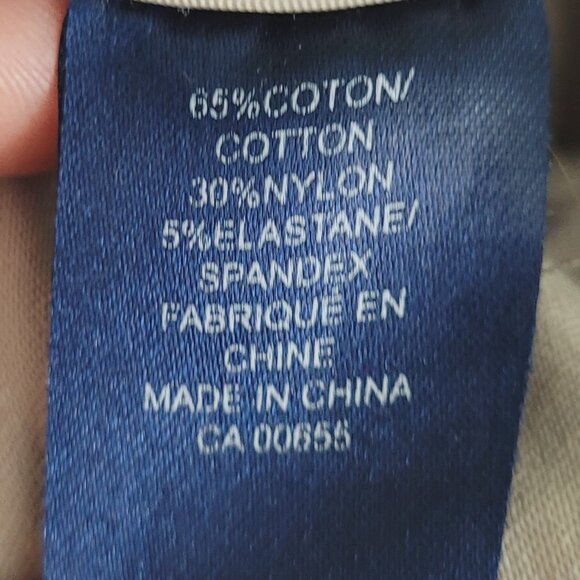 65%COTON/
COTTON
30%NYLON
5%ELASTANE/
SPANDEX
FABRIQUÉ EN
CHINE
MADE IN CHINA
CA 00655